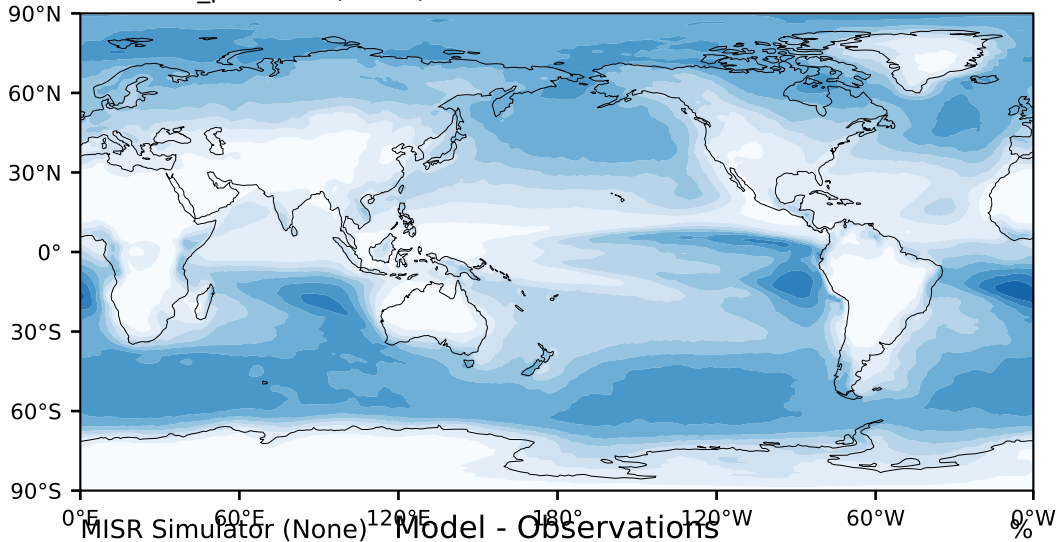 90°N
60°N
30°N
0°
30°S
60°S
90°S
0°E 60°E 120°E 180° 120°W 60°W 0°W
MISR Simulator (None) Model - Observations %